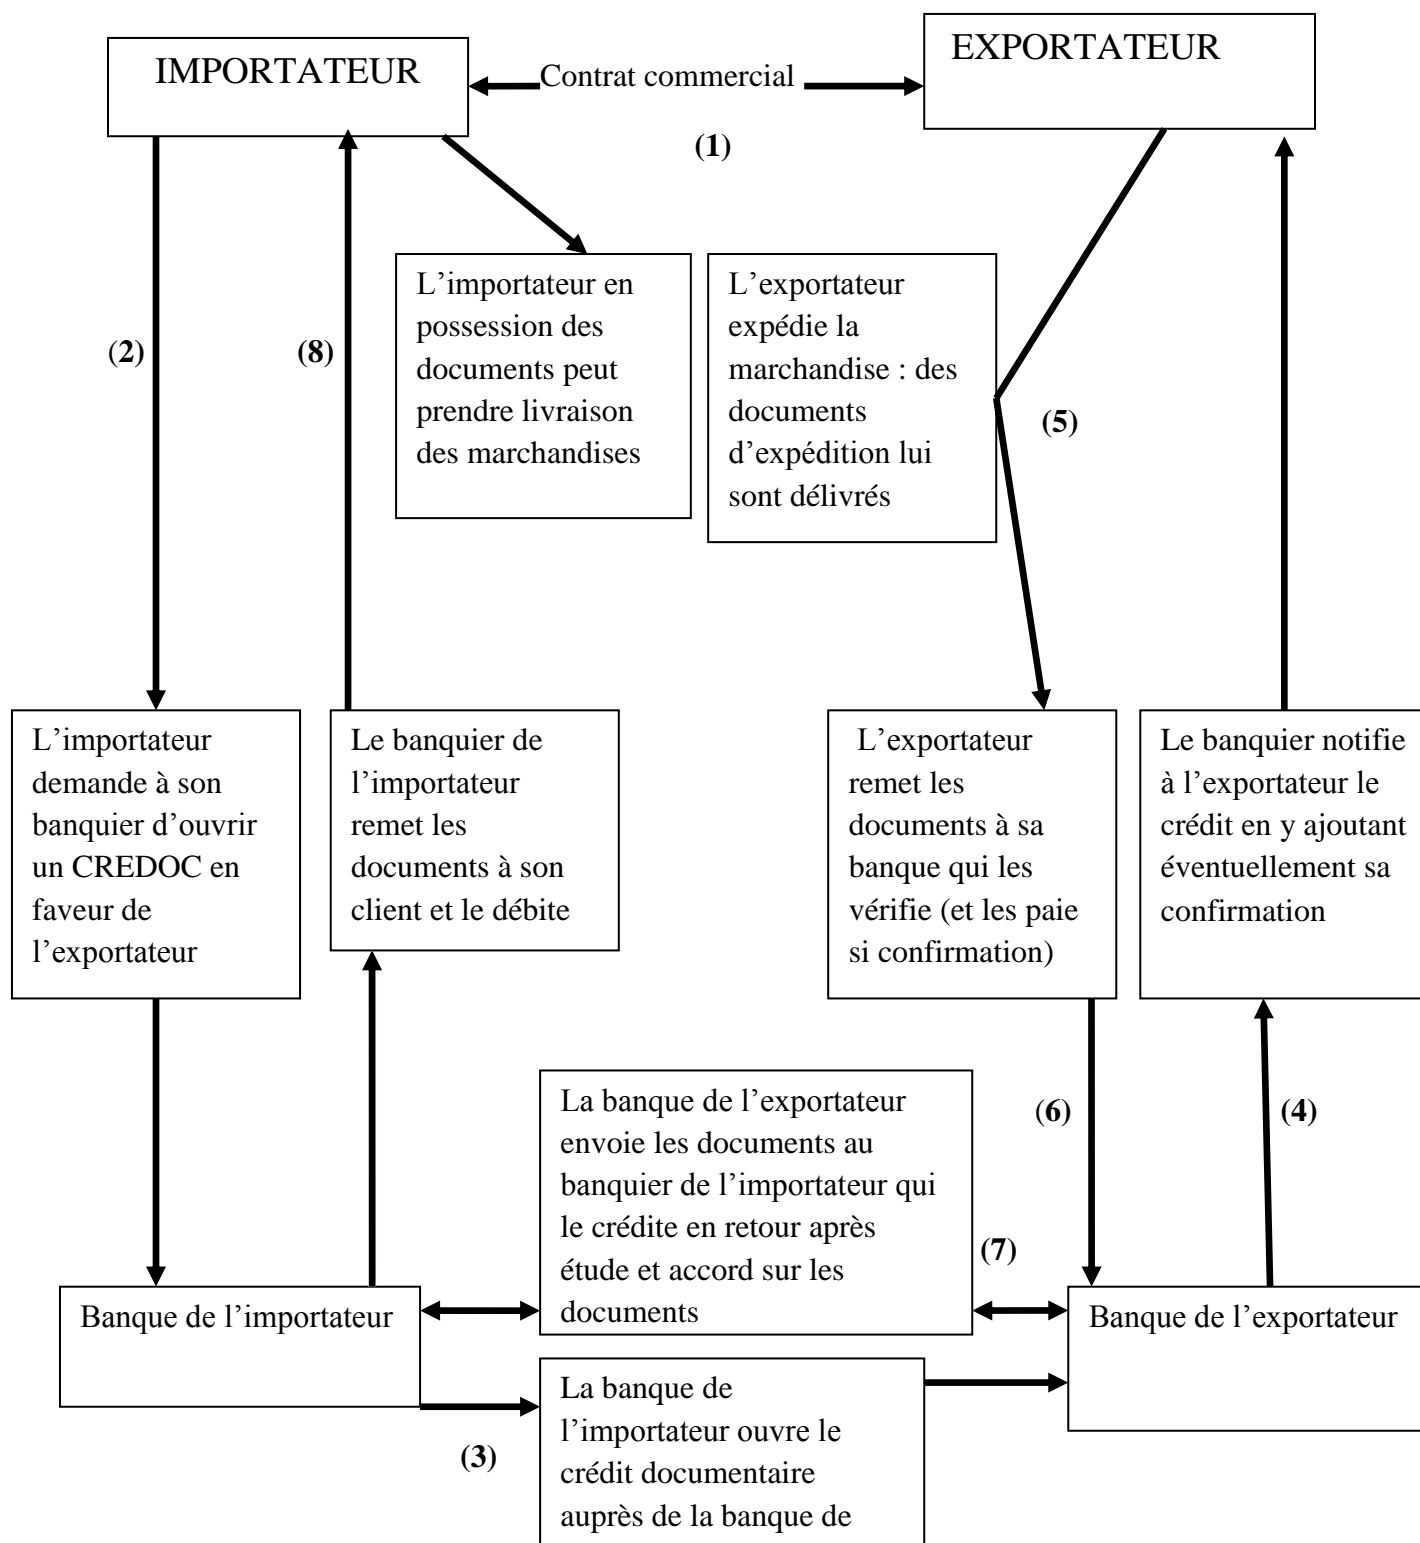 IMPORTATEUR
Contrat commercial
EXPORTATEUR
(1)
(2)
(8)
L’importateur en
possession des
documents peut
prendre livraison
des marchandises
L’exportateur
expédie la
marchandise : des
documents
d’expédition lui
sont délivrés
(5)
L’importateur
demande à son
banquier d’ouvrir
un CREDOC en
faveur de
l’exportateur
Le banquier de
l’importateur
remet les
documents à son
client et le débite
L’exportateur
remet les
documents à sa
banque qui les
vérifie (et les paie
si confirmation)
Le banquier notifie
à l’exportateur le
crédit en y ajoutant
éventuellement sa
confirmation
La banque de l’exportateur
envoie les documents au
banquier de l’importateur qui
le crédite en retour après
étude et accord sur les
documents
(6)
(4)
(7)
Banque de l’importateur
Banque de l’exportateur
(3)
La banque de
l’importateur ouvre le
crédit documentaire
auprès de la banque de